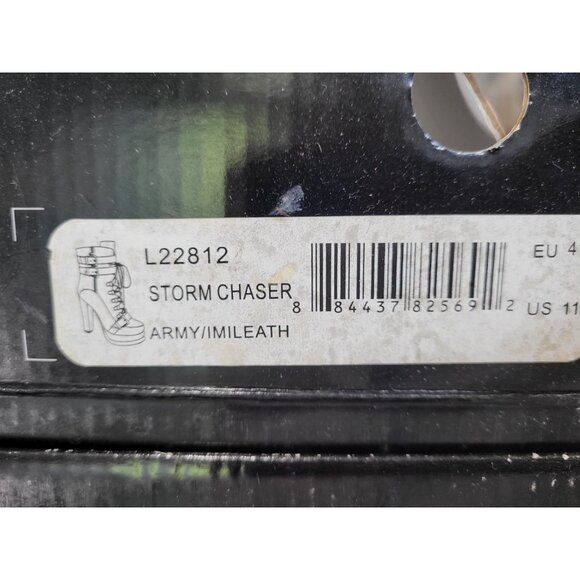 L22812
STORM CHASER
ARMY/IMILEATH
8 84437 82569 2
EU 4
US 11